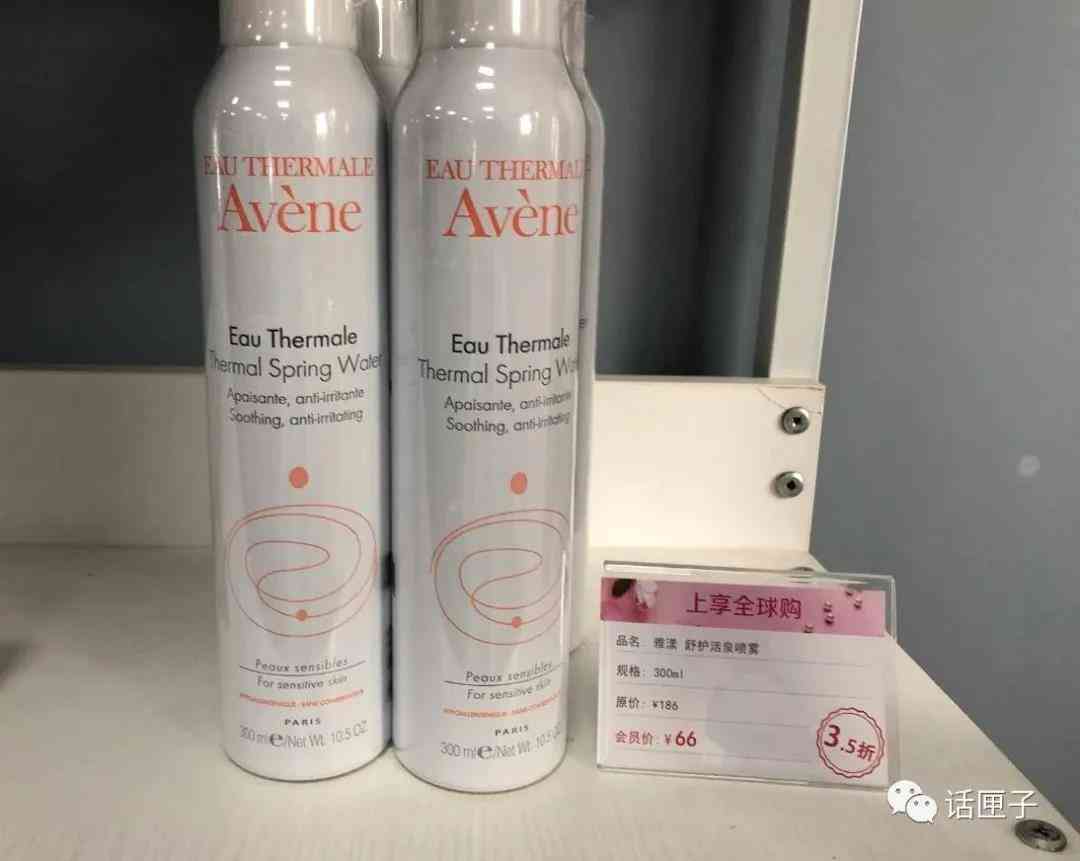 EAU THERMALE
Avène
Eau Thermale
Thermal Spring Water
Apaisante, anti-irritante
Soothing, anti-irritating
Peaux sensibles
For sensitive skin
PARIS
300 ml e/Net Wt. 10.5 OZ.
EAU THERMAL
Avène
Eau Thermale
Thermal Spring Wat
Apaisante, anti-irritante
Soothing, anti-irritating
Peaux sensibles
For sensitive skin
PARIS
300 ml e/Net Wt. 10.5 OZ
上享全球购
品名: 雅漾 舒护活泉喷雾
规格: 300ml
原价: ¥186
会员价: ¥66
3.5折
话匣子